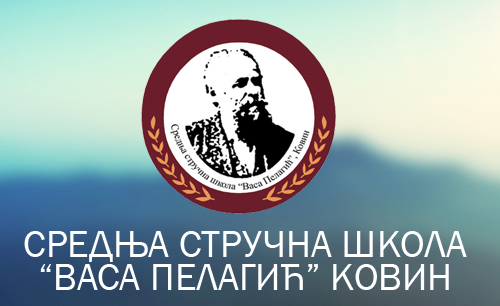 Средња стручна школа "Васа Пелагић", Ковин
СРЕДЊА СТРУЧНА ШКОЛА
“ВАСА ПЕЛАГИЋ” КОВИН